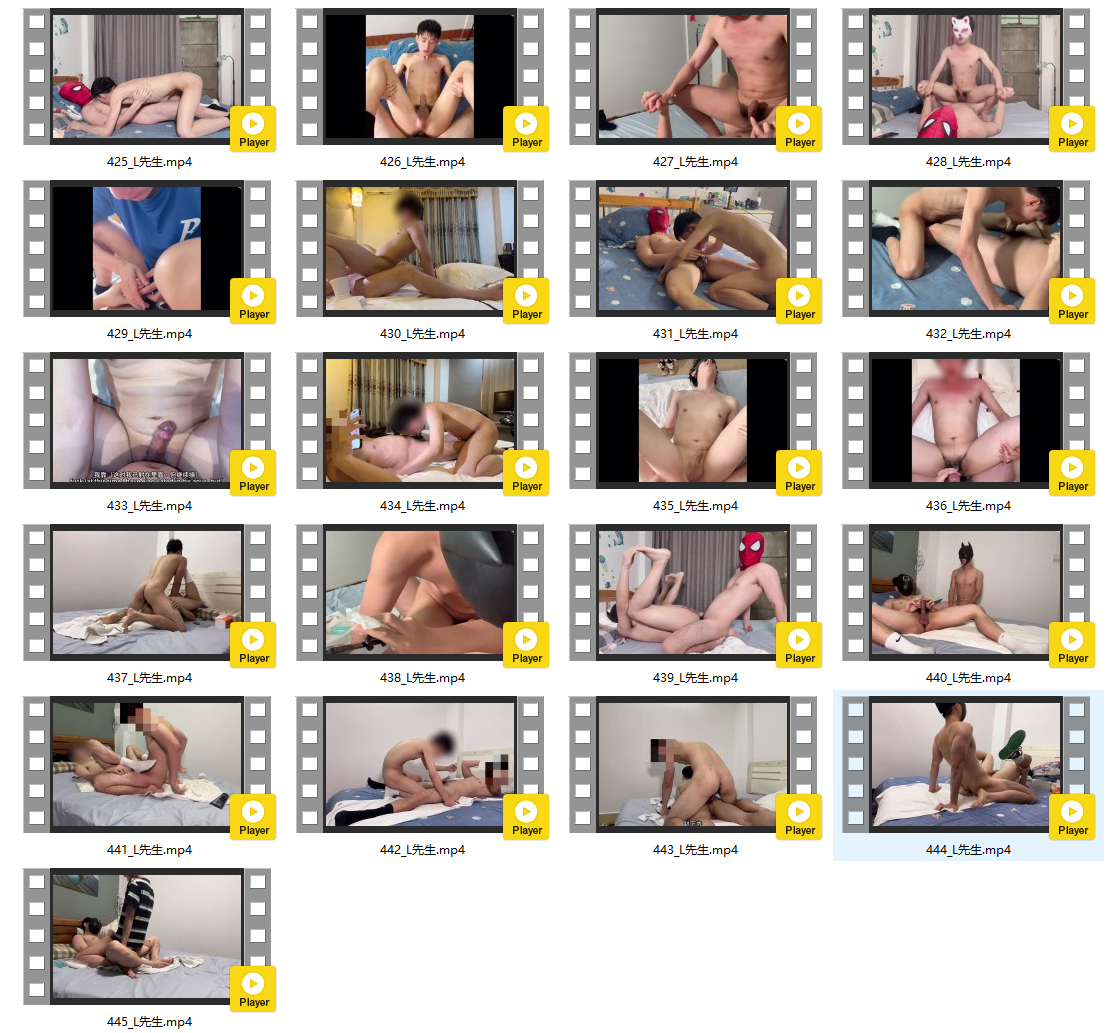 Player
Player
Player
Player
425_L先生.mp4
426_L先生.mp4
427_L先生.mp4
428_L先生.mp4
Player
Player
Player
Player
429_L先生.mp4
430_L先生.mp4
431_L先生.mp4
432_L先生.mp4
Player
Player
Player
Player
433_L先生.mp4
434_L先生.mp4
435_L先生.mp4
436_L先生.mp4
Player
Player
Player
Player
437_L先生.mp4
438_L先生.mp4
439_L先生.mp4
440_L先生.mp4
Player
Player
Player
Player
441_L先生.mp4
442_L先生.mp4
443_L先生.mp4
444_L先生.mp4
Player
445_L先生.mp4